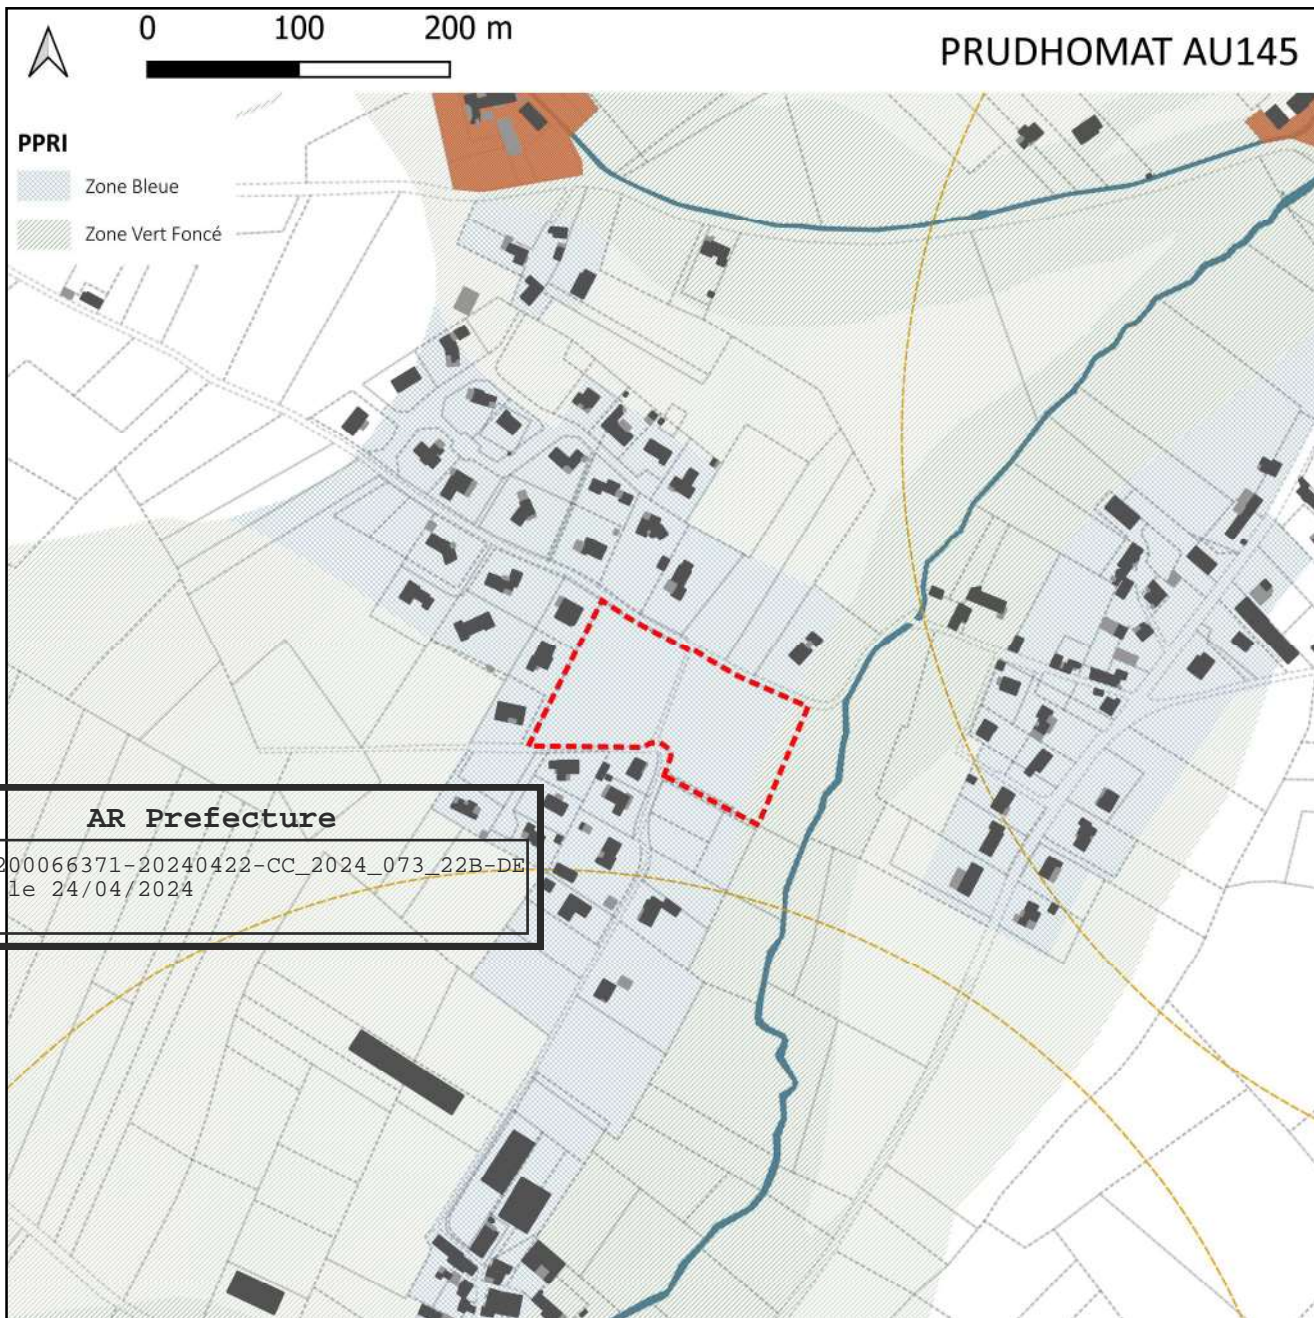 0 100 200 m
PRUDHOMAT AU145
PPRI
Zone Bleue
Zone Vert Foncé
AR Prefecture
200066371-20240422-CC_2024_073_22B-DE
le 24/04/2024